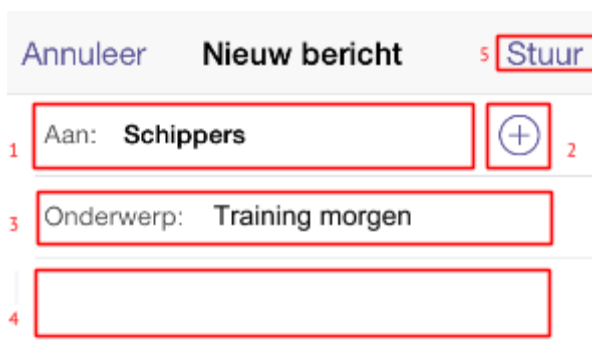 Annuleer Nieuw bericht 5 Stuur
1 Aan: Schippers 2
3 Onderwerp: Training morgen
4